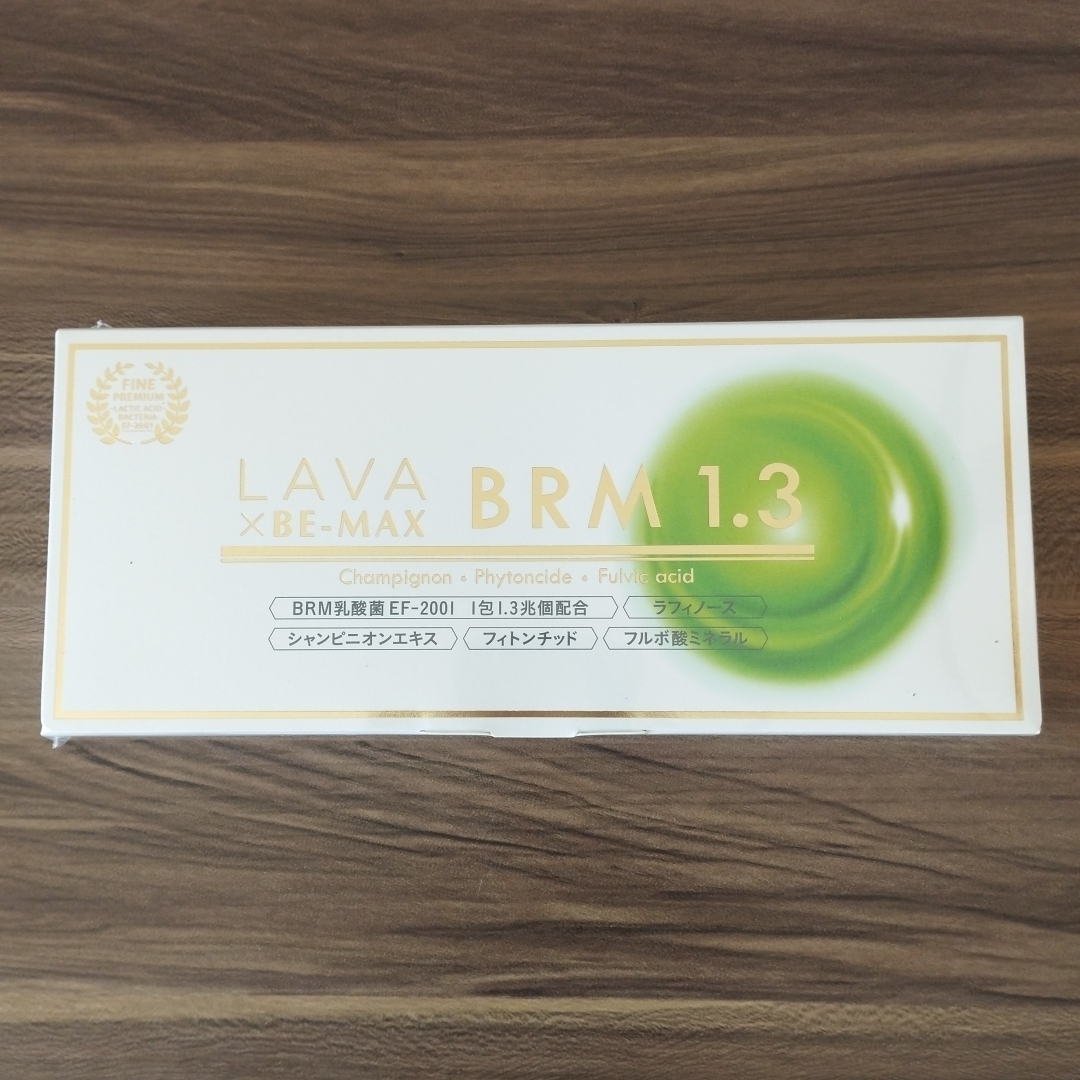 FINE
PREMIUM
LACTIC ACID
BACTERIA
EF-2001
LAVA
×BE-MAX
BRM 1.3
Champignon • Phytoncide • Fulvic acid
BRM乳酸菌EF-2001 1包1.3兆個配合 ラフィノース
シャンピニオンエキス フィトンチッド フルボ酸ミネラル